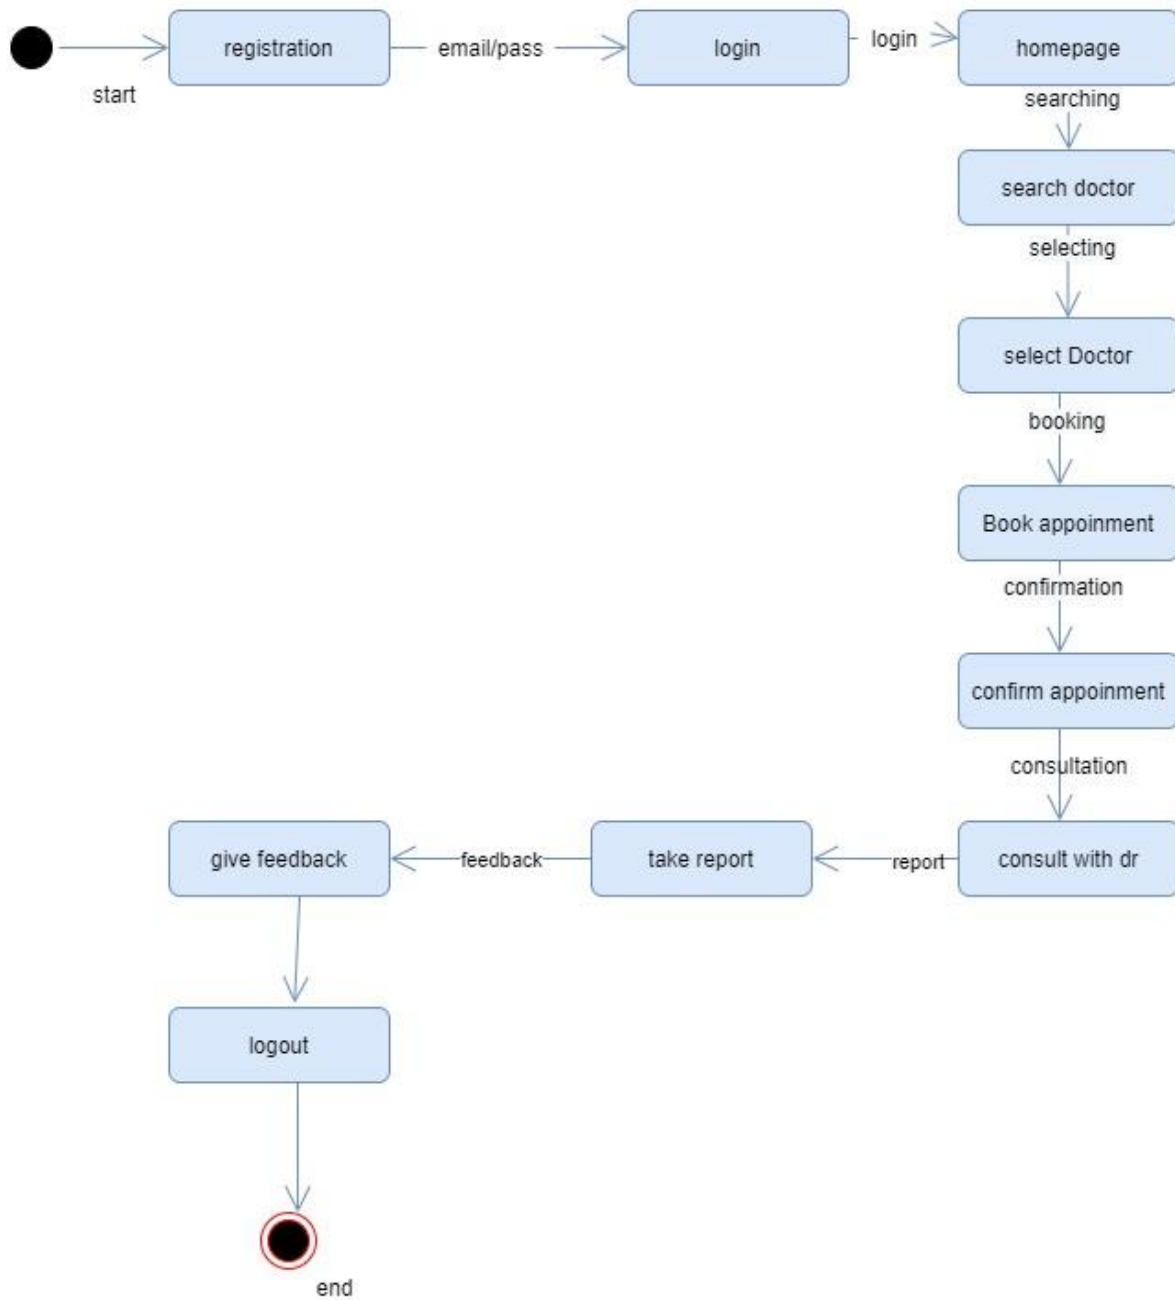 registration
email/pass
login
login
homepage
start
searching
search doctor
selecting
select Doctor
booking
Book appoinment
confirmation
confirm appoinment
consultation
give feedback
feedback
take report
report
consult with dr
logout
end